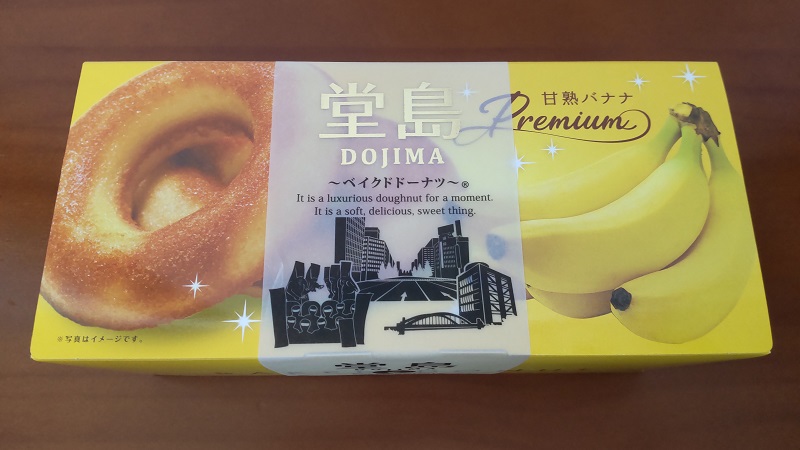 堂島
DOJIMA
〜ベイクドドーナツ〜®
It is a luxurious doughnut for a moment.
It is a soft, delicious, sweet thing.
甘熟バナナ
Premium
※写真はイメージです。
堂島